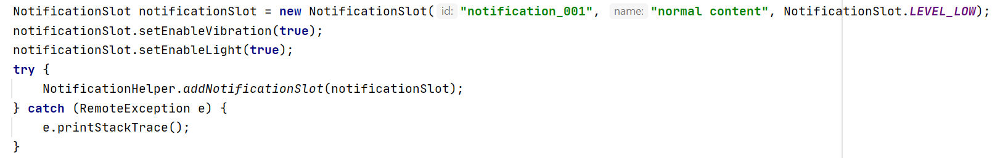 NotificationSlot notificationSlot = new NotificationSlot( id: "notification_001", name: "normal content", NotificationSlot.LEVEL_LOW);
notificationSlot.setEnableVibration(true);
notificationSlot.setEnableLight(true);
try {
    NotificationHelper.addNotificationSlot(notificationSlot);
} catch (RemoteException e) {
    e.printStackTrace();
}